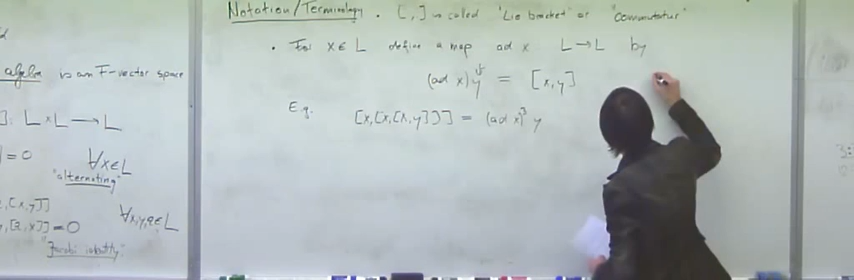 algebra is an F-vector space
]: L×L → L
]=0 ∀x∈L
"alternating"
,[x,y]]
,[z,x]]=0 ∀x,y,z∈L
"Jacobi identity"
Notation/Terminology • [,] is called "Lie bracket" or "commutator"
• For x∈L define a map ad x L→L by
(ad x)y = [x,y]
E.g. [x,[x,[x,y]]] = (ad x)³ y